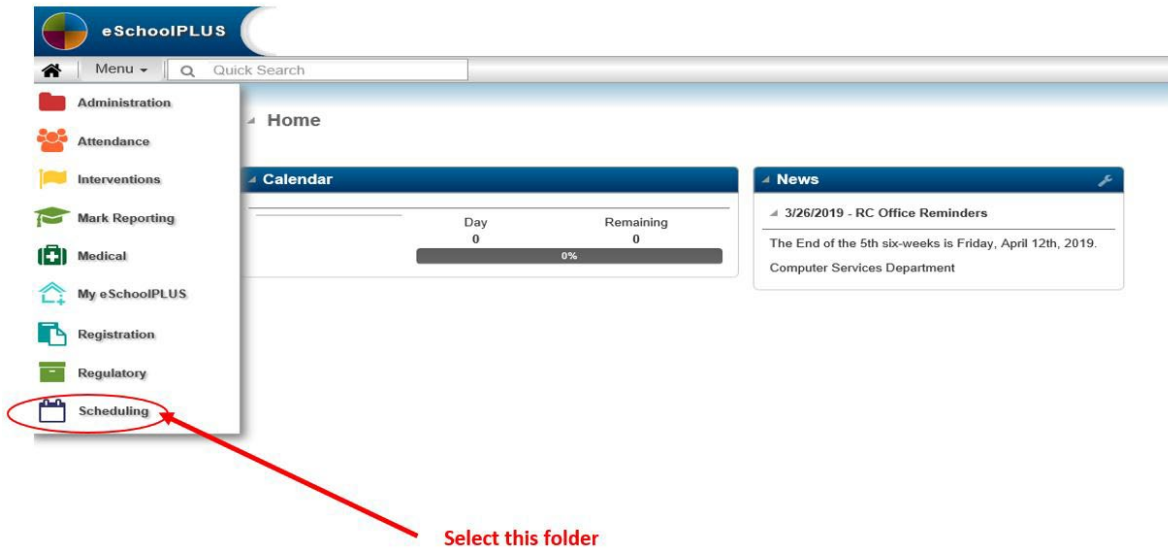 eSchoolPLUS
Menu
Quick Search
Administration
Attendance
Interventions
Mark Reporting
Medical
My eSchoolPLUS
Registration
Regulatory
Scheduling
Home
Calendar
Day Remaining
0 0
0%
News
3/26/2019 - RC Office Reminders
The End of the 5th six-weeks is Friday, April 12th, 2019.
Computer Services Department
Select this folder